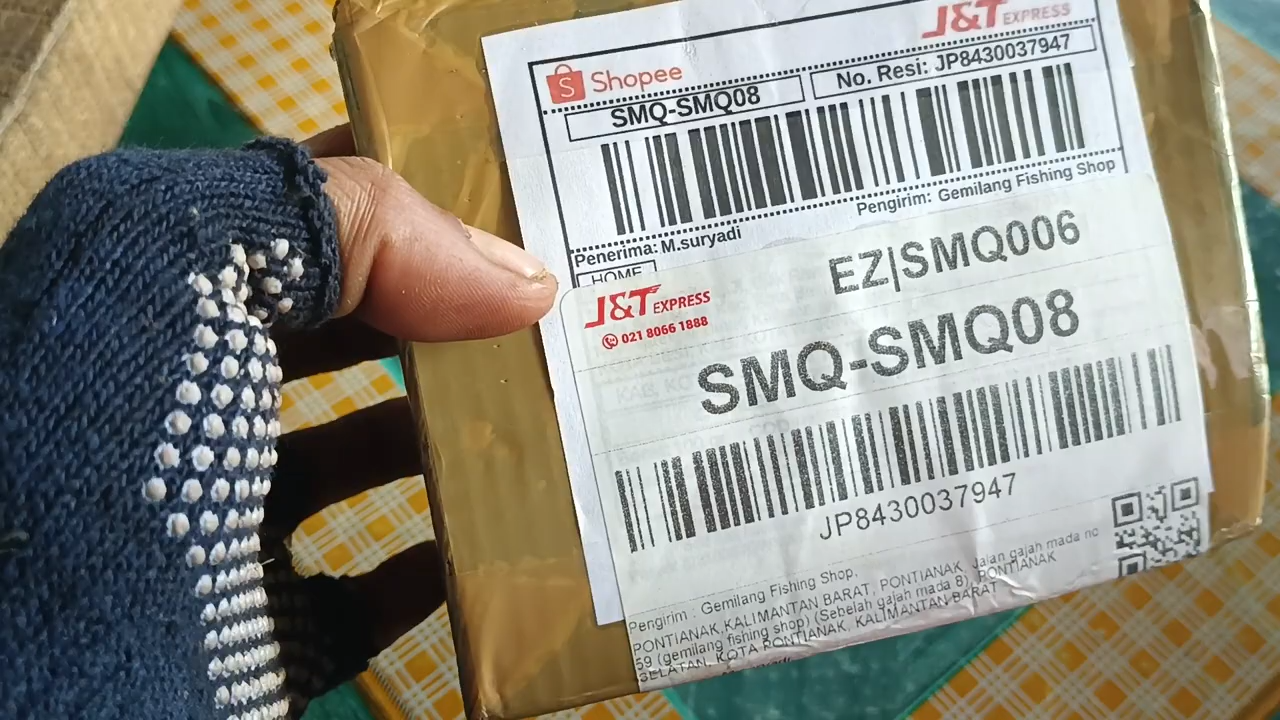 J&T EXPRESS
Shopee
SMQ-SMQ08
No. Resi: JP8430037947
Pengirim: Gemilang Fishing Shop
Penerima: M.suryadi
HOME
EZ|SMQ006
J&T EXPRESS
021 8066 1888
SMQ-SMQ08
JP8430037947
Pengirim : Gemilang Fishing Shop,
PONTIANAK,KALIMANTAN BARAT, PONTIANAK, Jalan gajah mada no
59 (gemilang fishing shop) (Sebelah gajah mada 8), PONTIANAK
SELATAN, KOTA PONTIANAK, KALIMANTAN BARAT